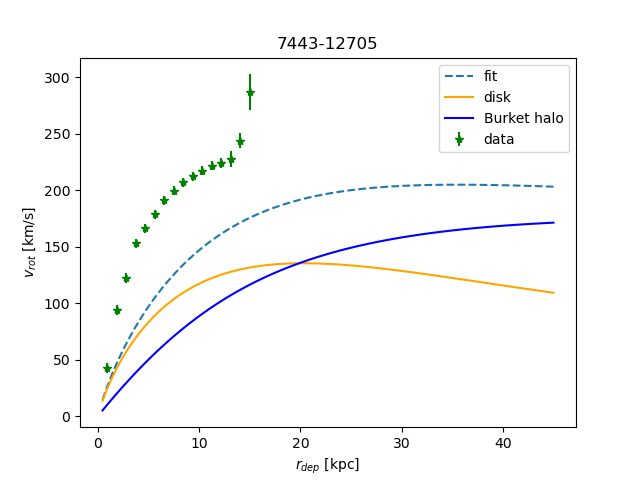 7443-12705
300
250
200
150
100
50
0
v_rot [km/s]
fit
disk
Burket halo
data
0 10 20 30 40
r_dep [kpc]